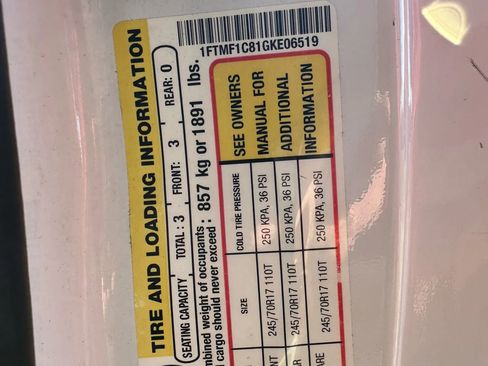 TIRE AND LOADING INFORMATION
SEATING CAPACITY TOTAL : 3 FRONT: 3 REAR: 0
mbined weight of occupants : 857 kg or 1891 lbs.
cargo should never exceed :
1FTMF1C81GKE06519
SIZE COLD TIRE PRESSURE SEE OWNERS
245/70R17 110T 250 KPA, 36 PSI MANUAL FOR
245/70R17 110T 250 KPA, 36 PSI ADDITIONAL
ARE 245/70R17 110T 250 KPA, 36 PSI INFORMATION